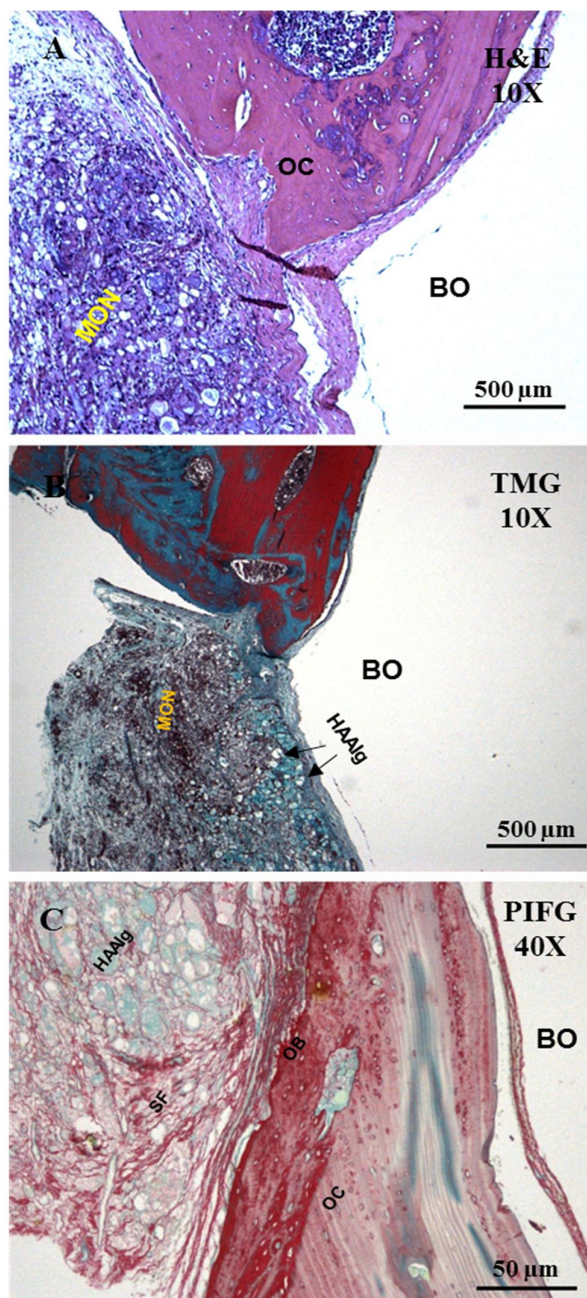 A
H&E
10X
OC
MON
BO
500 µm
B
TMG
10X
MON
BO
HAAlg
500 µm
C
PIFG
40X
HAAlg
BO
OB
SF
OC
50 µm